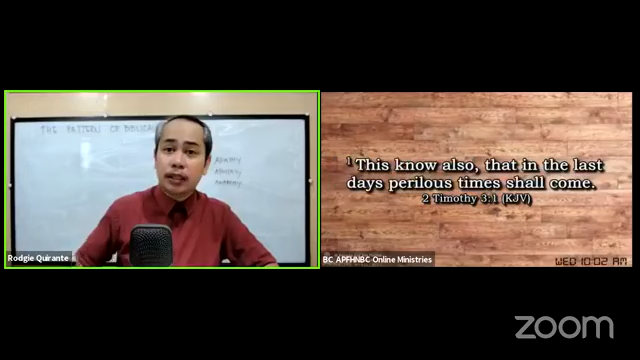 THE PATTERN OF BIBLICAL
Rodgie Quirante
1 This know also, that in the last
days perilous times shall come.
2 Timothy 3:1 (KJV)
BC APFHNBC Online Ministries
WED 10:02 AM
zoom